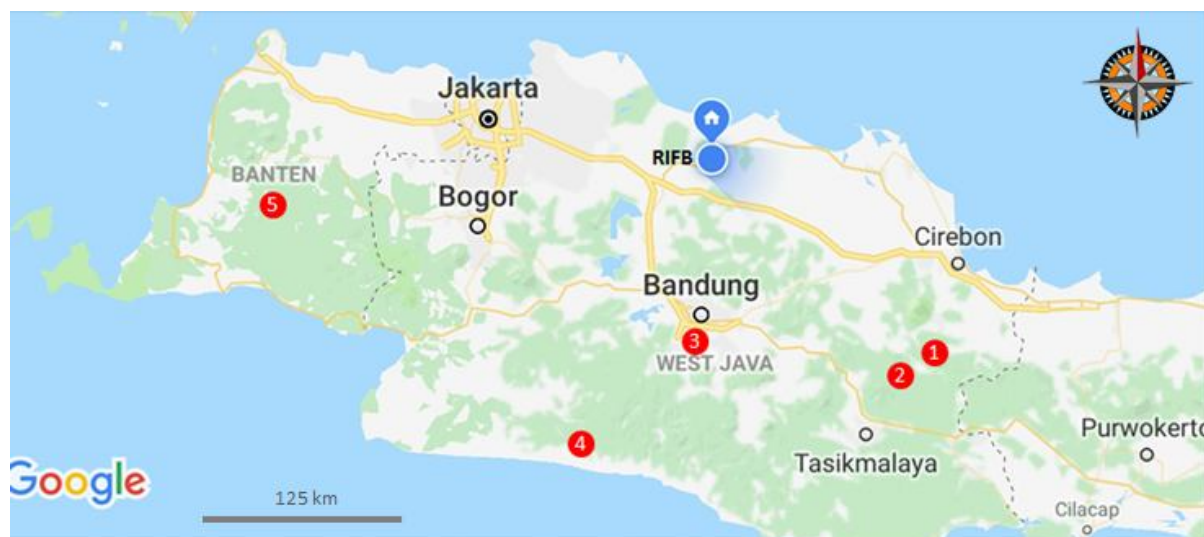 Jakarta
RIFB
BANTEN
5
Bogor
Cirebon
Bandung
3
WEST JAVA
1
2
4
Tasikmalaya
Purwokerto
Google
125 km
Cilacap